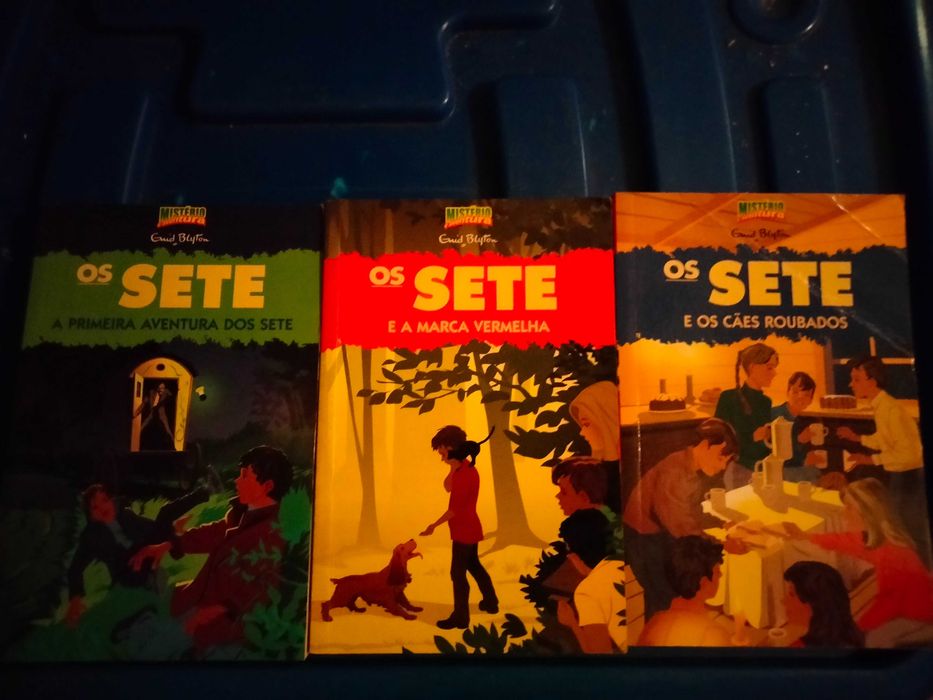 MISTÉRIO
AVENTURA
Enid Blyton
OS SETE
A PRIMEIRA AVENTURA DOS SETE
MISTÉRIO
AVENTURA
Enid Blyton
OS SETE
E A MARCA VERMELHA
MISTÉRIO
AVENTURA
Enid Blyton
OS SETE
E OS CÃES ROUBADOS